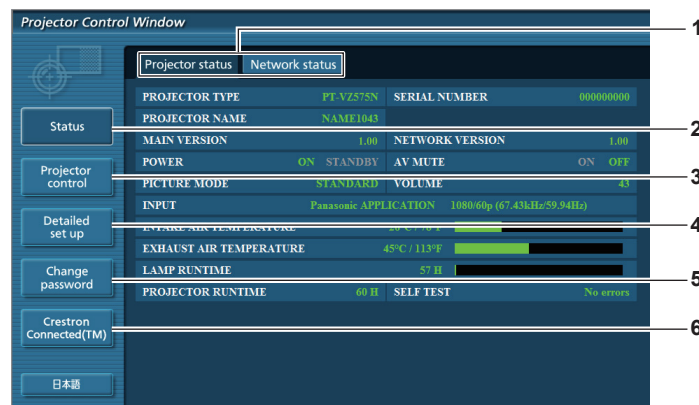 Projector Control Window
1
Projector status Network status
PROJECTOR TYPE PT-VZ575N SERIAL NUMBER 000000000
PROJECTOR NAME NAME1043
Status
2
MAIN VERSION 1.00 NETWORK VERSION 1.00
POWER ON STANDBY AV MUTE ON OFF
Projector
control
3
PICTURE MODE STANDARD VOLUME 43
INPUT Panasonic APPLICATION 1080/60p (67.43kHz/59.94Hz)
Detailed
set up
4
INTAKE AIR TEMPERATURE
EXHAUST AIR TEMPERATURE 45°C / 113°F
Change
password
5
LAMP RUNTIME 57 H
PROJECTOR RUNTIME 60 H SELF TEST No errors
Crestron
Connected(TM)
6
日本語